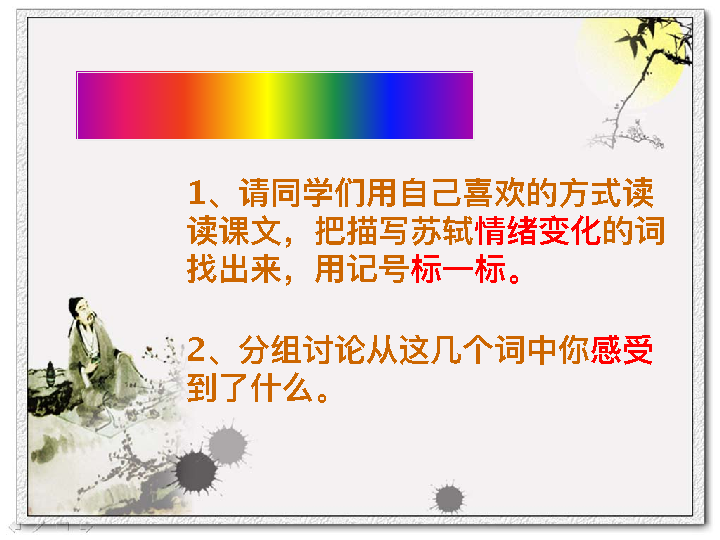 1、请同学们用自己喜欢的方式读
读课文，把描写苏轼情绪变化的词
找出来，用记号标一标。
2、分组讨论从这几个词中你感受
到了什么。